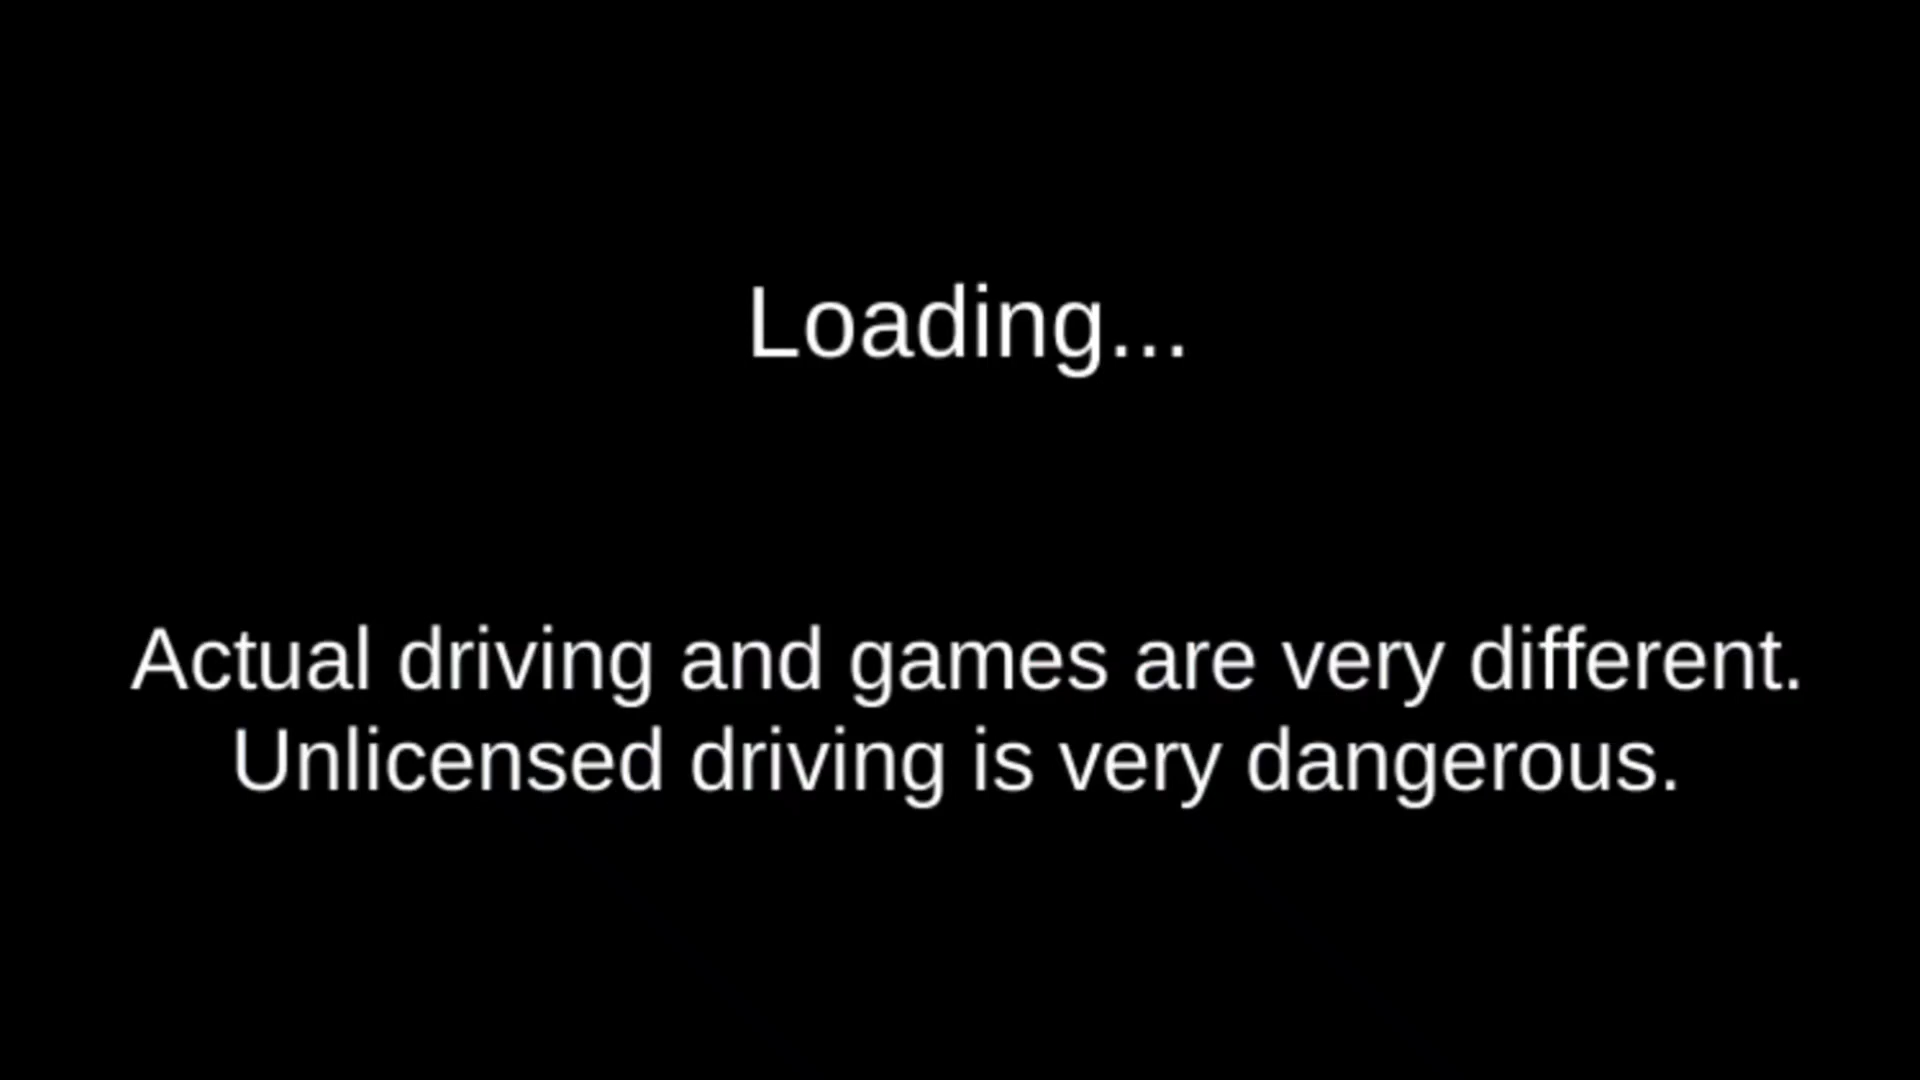 Loading...
Actual driving and games are very different.
Unlicensed driving is very dangerous.